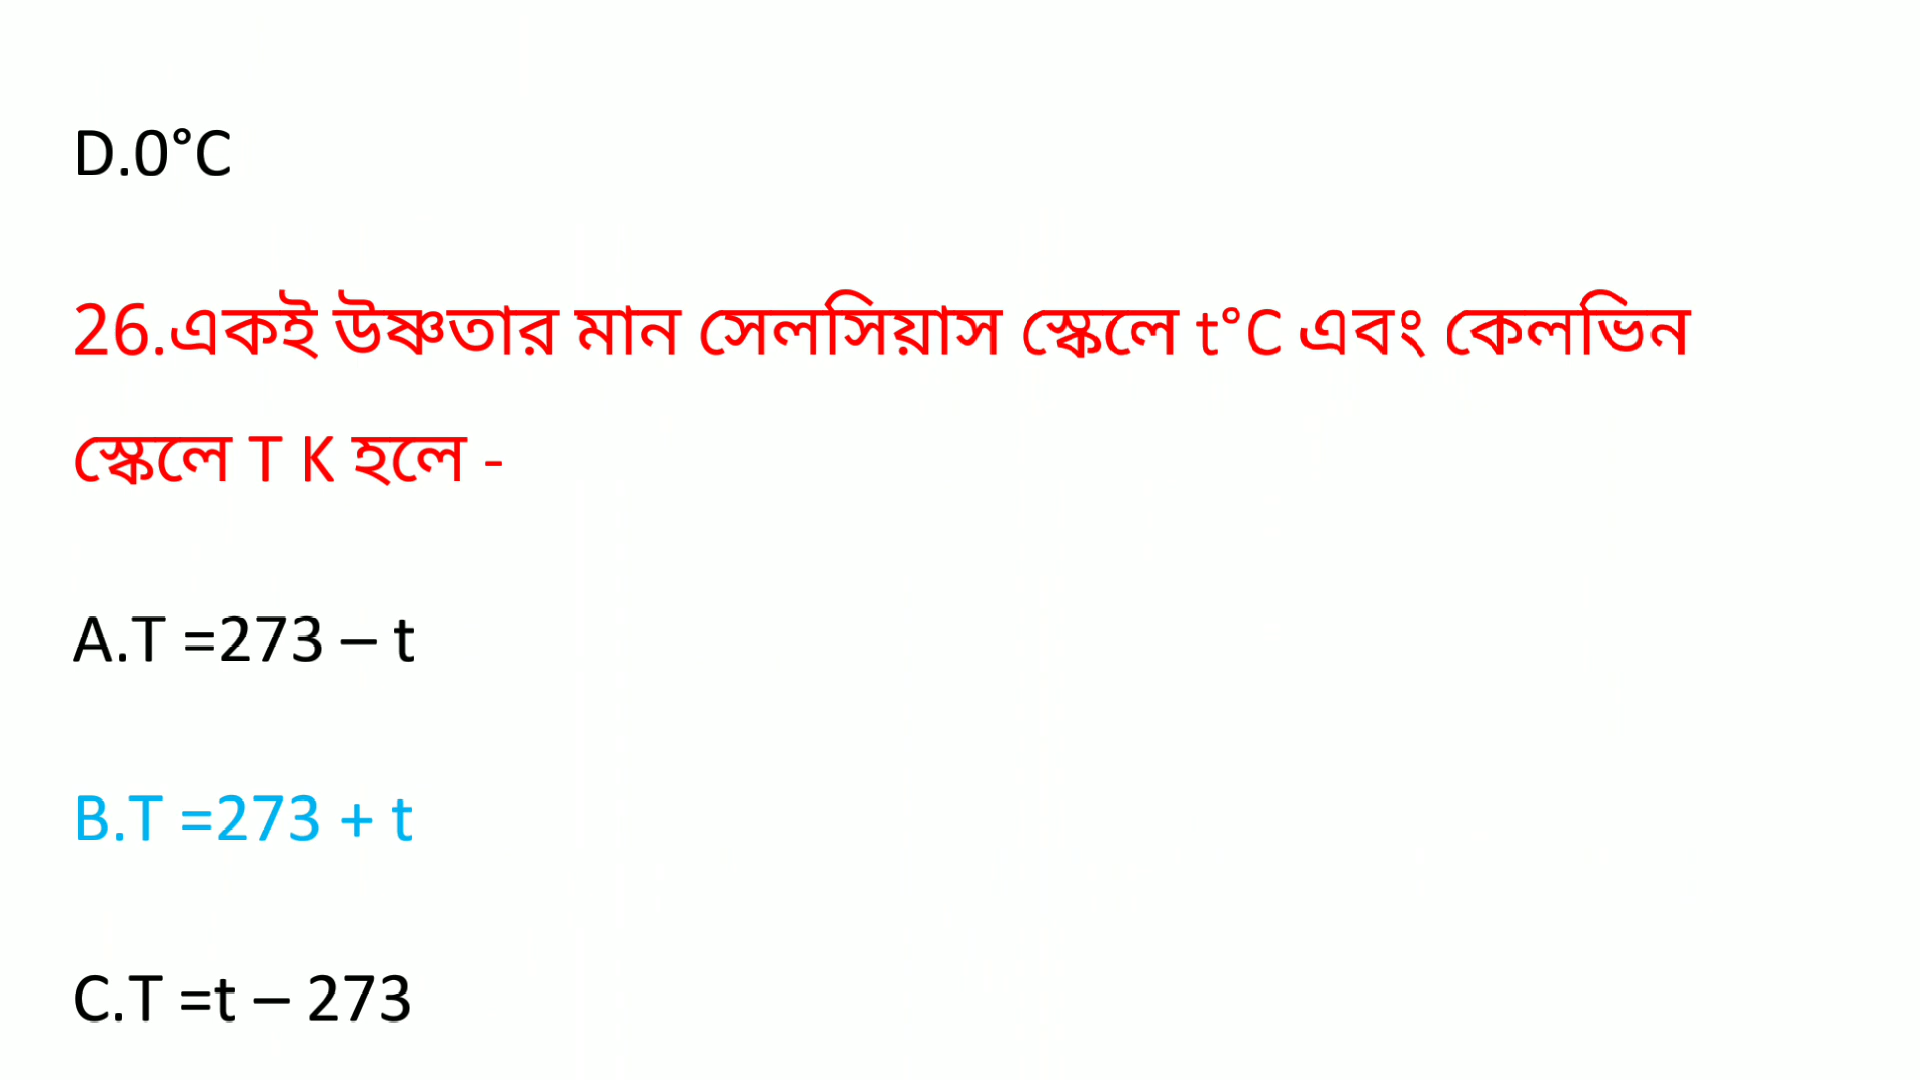 D.0°C
26.একই উষ্ণতার মান সেলসিয়াস স্কেলে t°C এবং কেলভিন
স্কেলে T K হলে -
A.T =273 – t
B.T =273 + t
C.T =t – 273